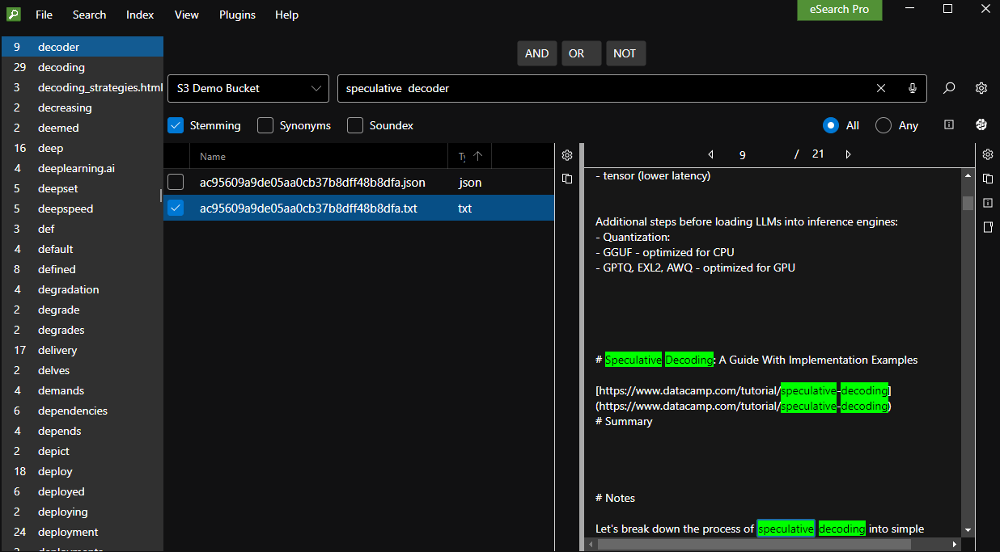 File Search Index View Plugins Help
eSearch Pro
9 decoder
29 decoding
3 decoding_strategies.html
2 decreasing
2 deemed
16 deep
4 deeplearning.ai
5 deepset
5 deepspeed
3 def
4 default
8 defined
4 degradation
2 degrade
2 degrades
17 delivery
2 delves
4 demands
6 dependencies
4 depends
2 depict
18 deploy
6 deployed
2 deploying
24 deployment
2 deployments
AND OR NOT
S3 Demo Bucket
speculative decoder
Stemming Synonyms Soundex
All Any
Name Ty
ac95609a9de05aa0cb37b8dff48b8dfa.json json
ac95609a9de05aa0cb37b8dff48b8dfa.txt txt
9 / 21
- tensor (lower latency)
Additional steps before loading LLMs into inference engines:
- Quantization:
- GGUF - optimized for CPU
- GPTQ, EXL2, AWQ - optimized for GPU
# Speculative Decoding: A Guide With Implementation Examples
[https://www.datacamp.com/tutorial/speculative-decoding]
(https://www.datacamp.com/tutorial/speculative-decoding)
# Summary
# Notes
Let's break down the process of speculative decoding into simple